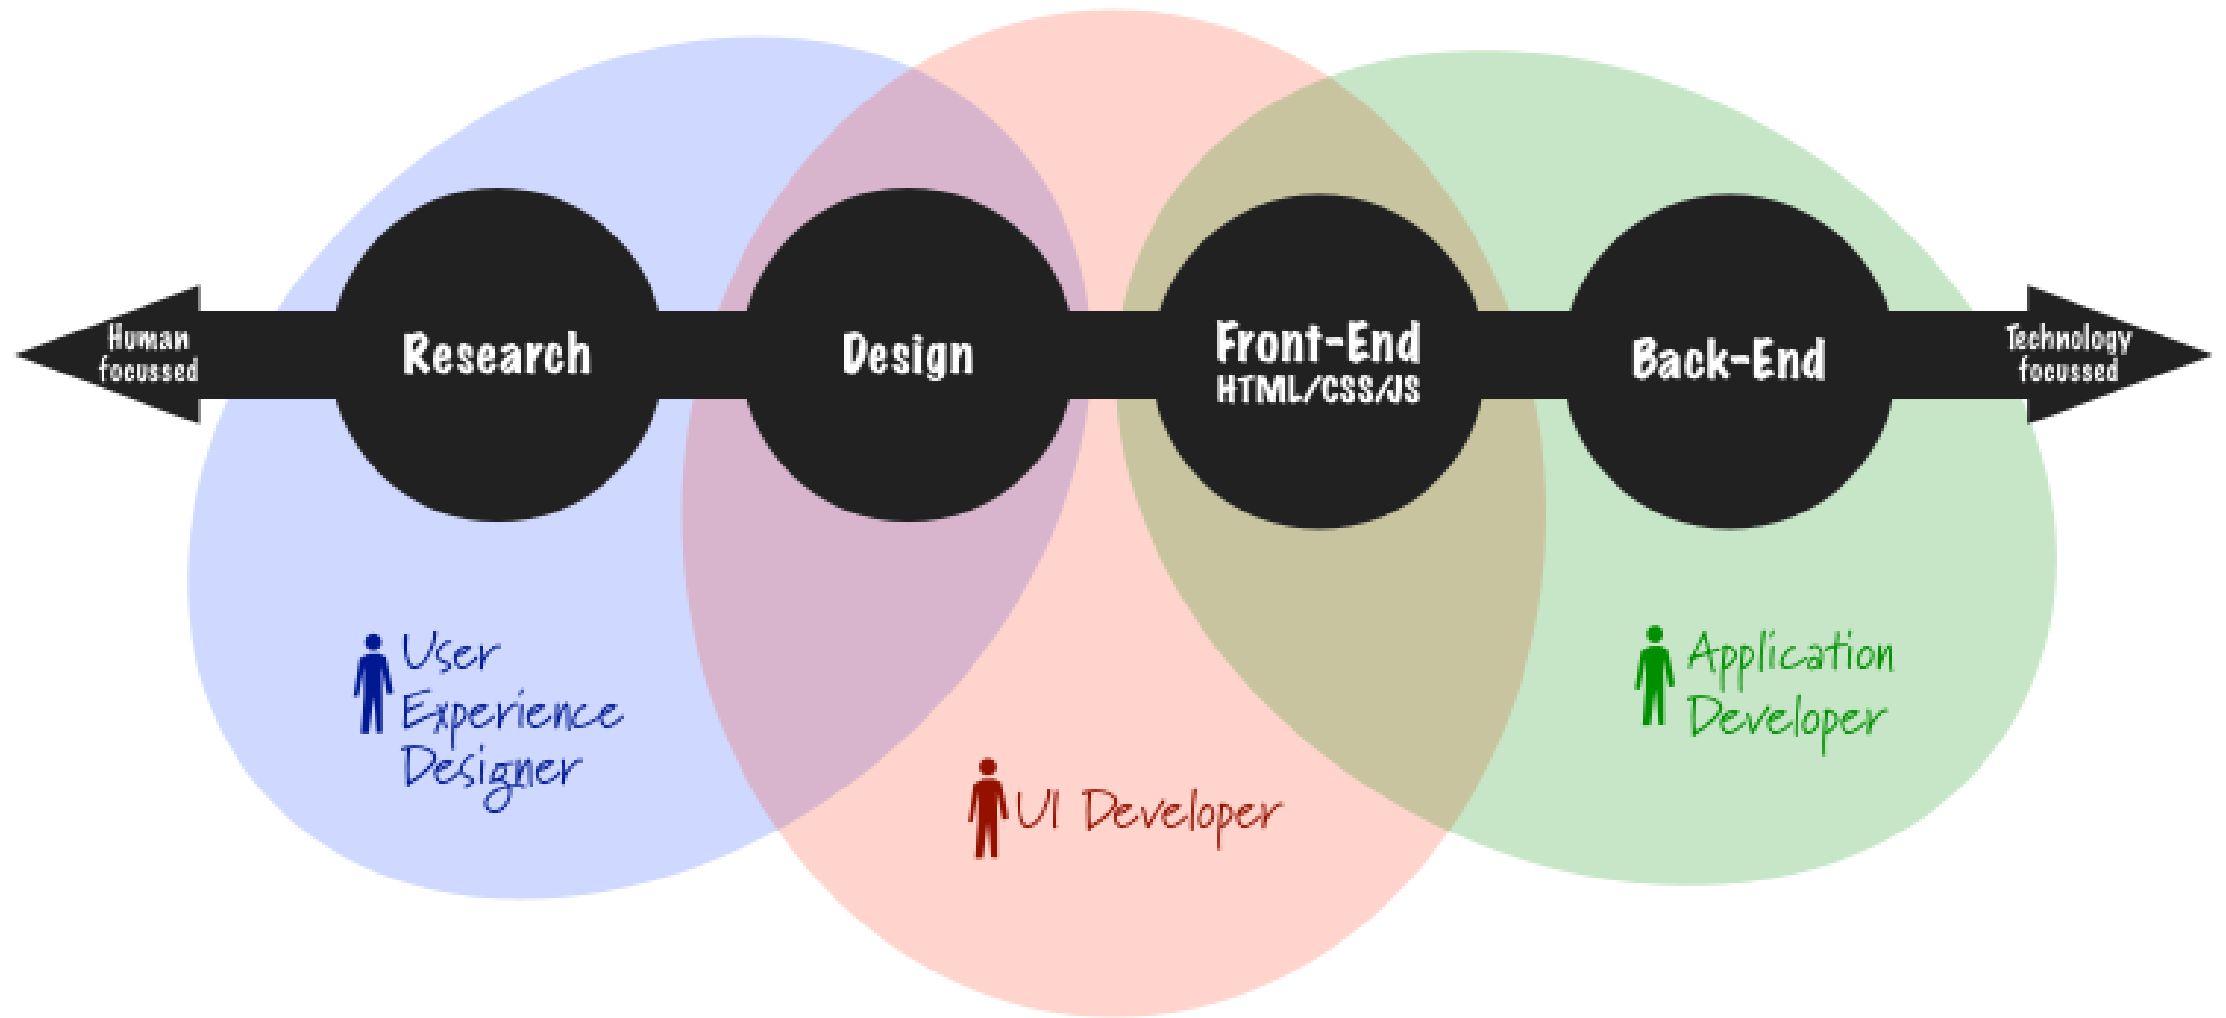 Human
focussed
Research
Design
Front-End
HTML/CSS/JS
Back-End
Technology
focussed
User
Experience
Designer
UI Developer
Application
Developer